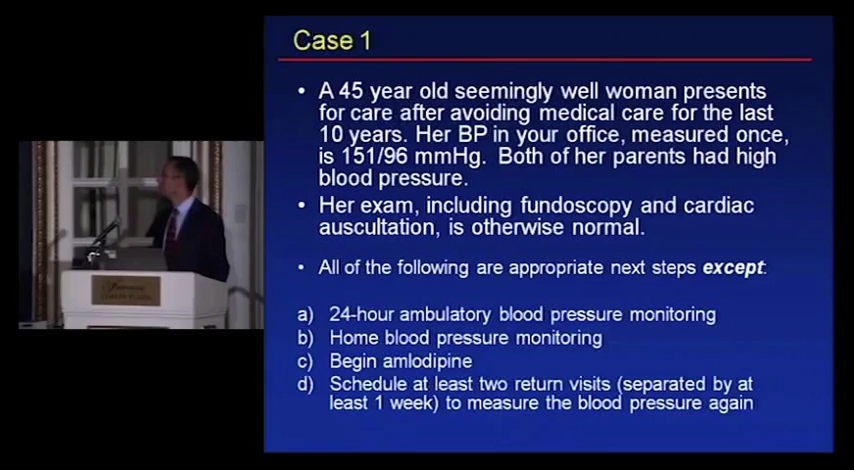 Case 1
• A 45 year old seemingly well woman presents
for care after avoiding medical care for the last
10 years. Her BP in your office, measured once,
is 151/96 mmHg. Both of her parents had high
blood pressure.
• Her exam, including fundoscopy and cardiac
auscultation, is otherwise normal.
• All of the following are appropriate next steps except:
a) 24-hour ambulatory blood pressure monitoring
b) Home blood pressure monitoring
c) Begin amlodipine
d) Schedule at least two return visits (separated by at
least 1 week) to measure the blood pressure again